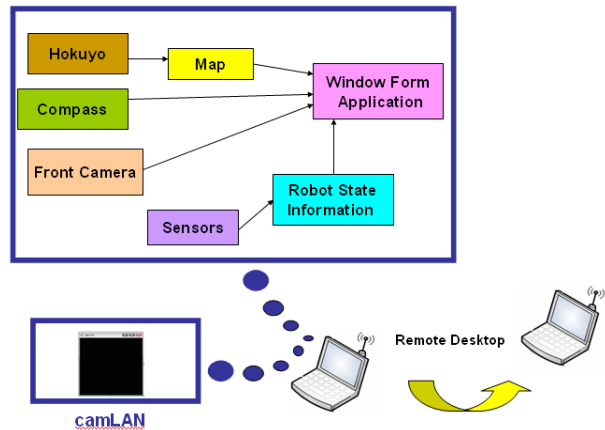 Hokuyo
Map
Window Form
Application
Compass
Front Camera
Robot State
Information
Sensors
Remote Desktop
camLAN